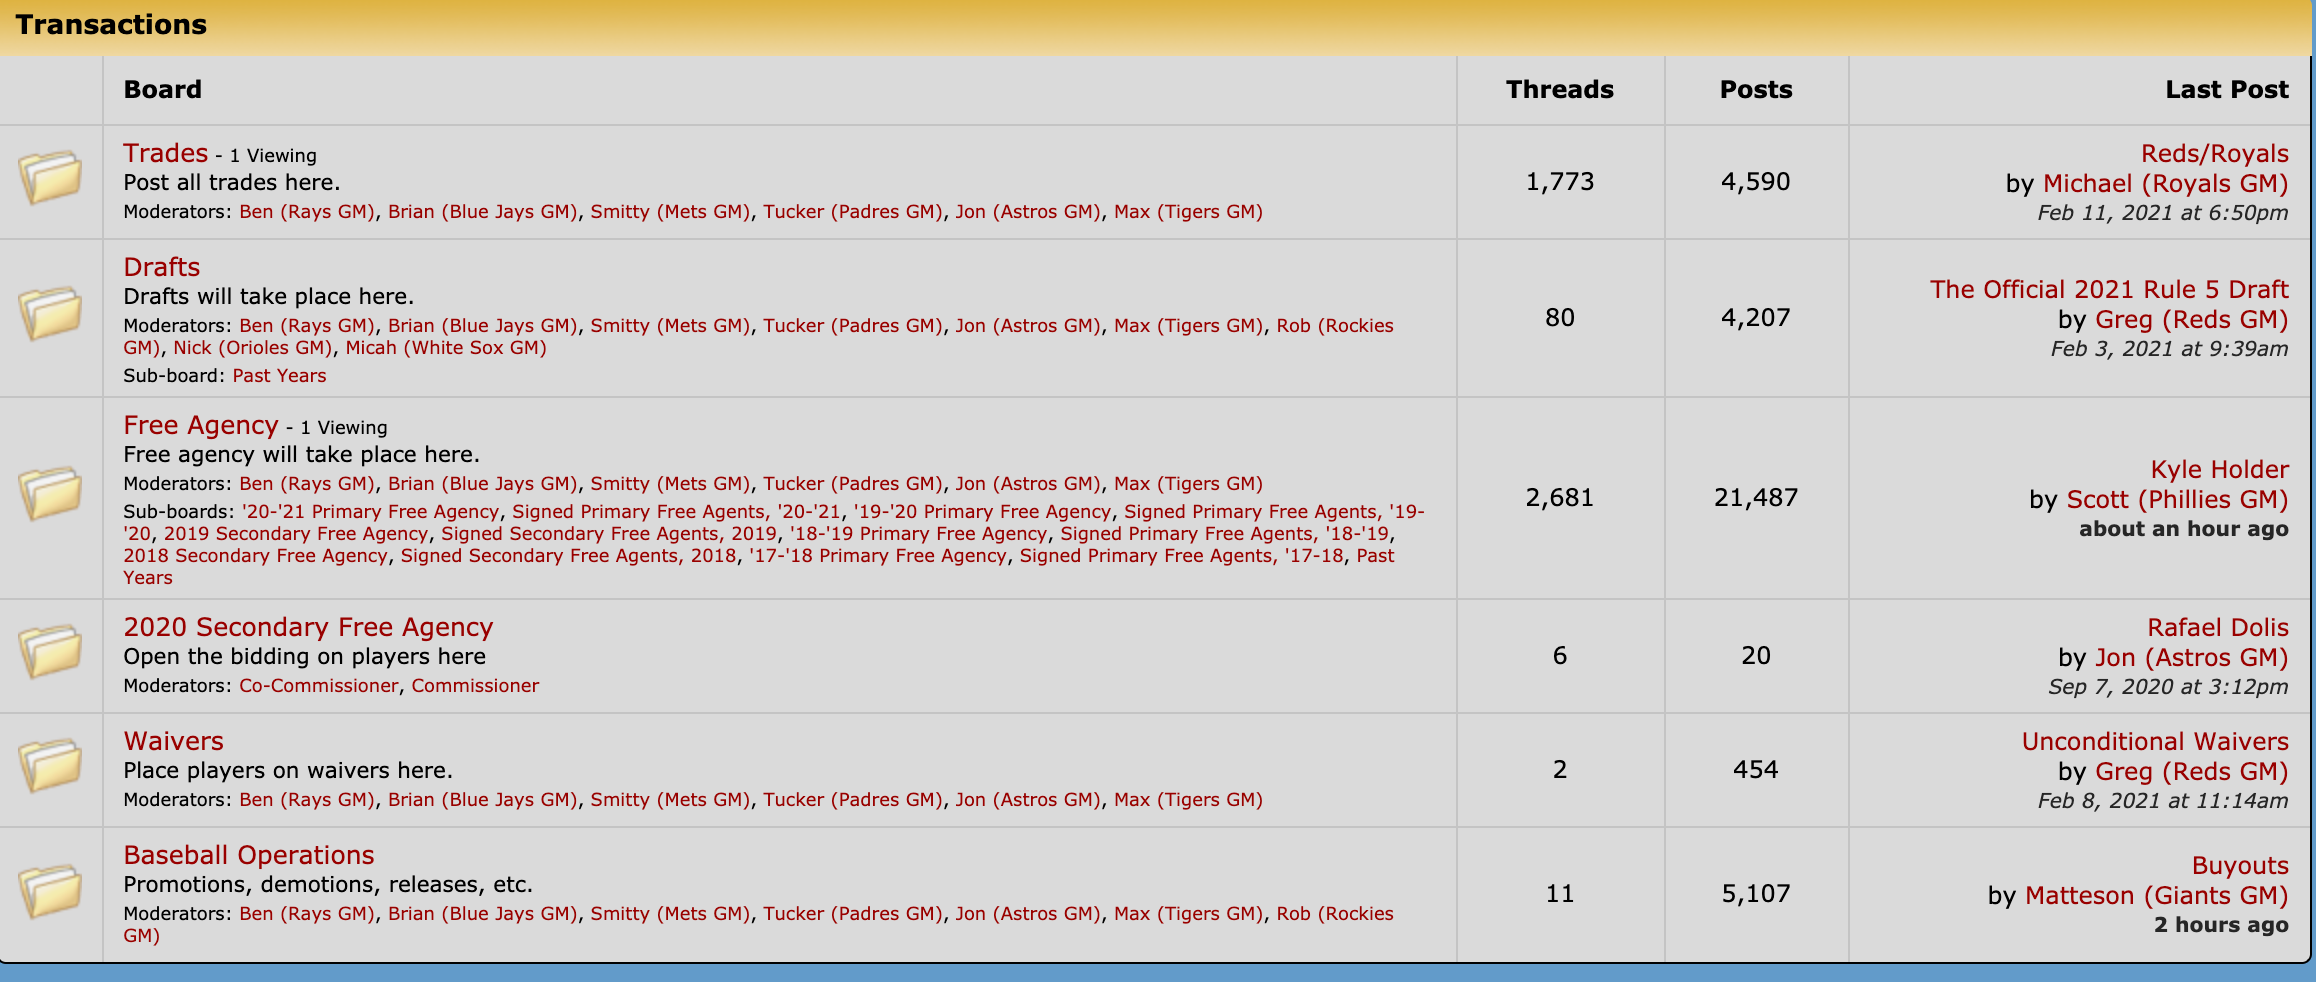 Transactions
Board Threads Posts Last Post
Trades - 1 Viewing
Post all trades here.
Moderators: Ben (Rays GM), Brian (Blue Jays GM), Smitty (Mets GM), Tucker (Padres GM), Jon (Astros GM), Max (Tigers GM)
1,773
4,590
Reds/Royals
by Michael (Royals GM)
Feb 11, 2021 at 6:50pm
Drafts
Drafts will take place here.
Moderators: Ben (Rays GM), Brian (Blue Jays GM), Smitty (Mets GM), Tucker (Padres GM), Jon (Astros GM), Max (Tigers GM), Rob (Rockies
GM), Nick (Orioles GM), Micah (White Sox GM)
Sub-board: Past Years
80
4,207
The Official 2021 Rule 5 Draft
by Greg (Reds GM)
Feb 3, 2021 at 9:39am
Free Agency - 1 Viewing
Free agency will take place here.
Moderators: Ben (Rays GM), Brian (Blue Jays GM), Smitty (Mets GM), Tucker (Padres GM), Jon (Astros GM), Max (Tigers GM)
Sub-boards: '20-'21 Primary Free Agency, Signed Primary Free Agents, '20-'21, '19-'20 Primary Free Agency, Signed Primary Free Agents, '19-
'20, 2019 Secondary Free Agency, Signed Secondary Free Agents, 2019, '18-'19 Primary Free Agency, Signed Primary Free Agents, '18-'19,
2018 Secondary Free Agency, Signed Secondary Free Agents, 2018, '17-'18 Primary Free Agency, Signed Primary Free Agents, '17-18, Past
Years
2,681
21,487
Kyle Holder
by Scott (Phillies GM)
about an hour ago
2020 Secondary Free Agency
Open the bidding on players here
Moderators: Co-Commissioner, Commissioner
6
20
Rafael Dolis
by Jon (Astros GM)
Sep 7, 2020 at 3:12pm
Waivers
Place players on waivers here.
Moderators: Ben (Rays GM), Brian (Blue Jays GM), Smitty (Mets GM), Tucker (Padres GM), Jon (Astros GM), Max (Tigers GM)
2
454
Unconditional Waivers
by Greg (Reds GM)
Feb 8, 2021 at 11:14am
Baseball Operations
Promotions, demotions, releases, etc.
Moderators: Ben (Rays GM), Brian (Blue Jays GM), Smitty (Mets GM), Tucker (Padres GM), Jon (Astros GM), Max (Tigers GM), Rob (Rockies
GM)
11
5,107
Buyouts
by Matteson (Giants GM)
2 hours ago